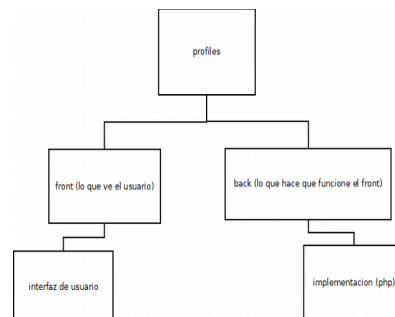 profiles
front (lo que ve el usuario)
back (lo que hace que funcione el front)
interfaz de usuario
implementacion (php)